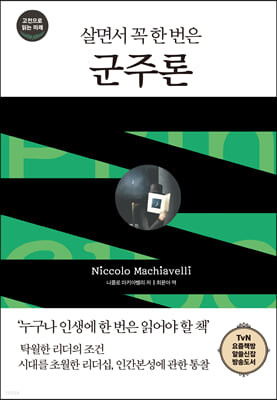 고전으로
읽는 미래
살면서 꼭 한 번은
군주론
Niccolo Machiavelli
니콜로 마키아벨리 저 ‖ 최윤아 역
'누구나 인생에 한 번은 읽어야 할 책'
탁월한 리더의 조건
시대를 초월한 리더십, 인간본성에 관한 통찰
TvN
요즘책방
알쓸신잡
방송도서